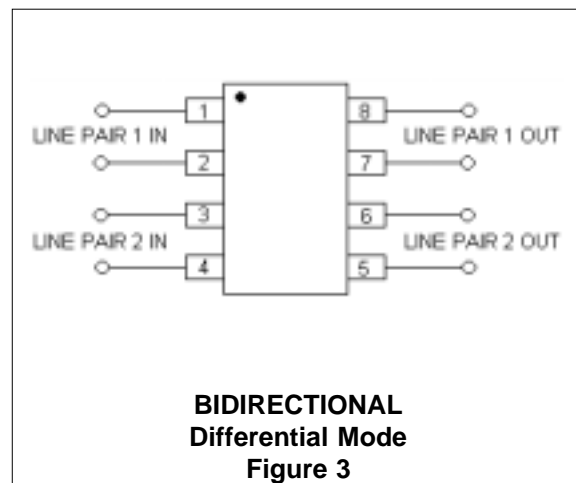 1 8
LINE PAIR 1 IN LINE PAIR 1 OUT
2 7
3 6
LINE PAIR 2 IN LINE PAIR 2 OUT
4 5
BIDIRECTIONAL
Differential Mode
Figure 3